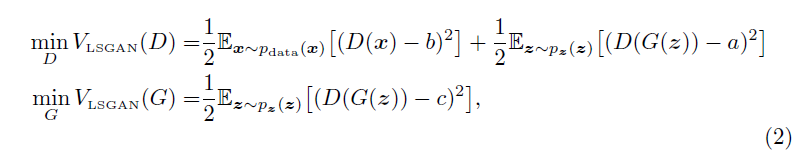 min_D V_LSGAN(D) = 1/2 𝔼_{x∼p_data(x)}[(D(x) − b)²] + 1/2 𝔼_{z∼p_z(z)}[(D(G(z)) − a)²]
min_G V_LSGAN(G) = 1/2 𝔼_{z∼p_z(z)}[(D(G(z)) − c)²],
(2)